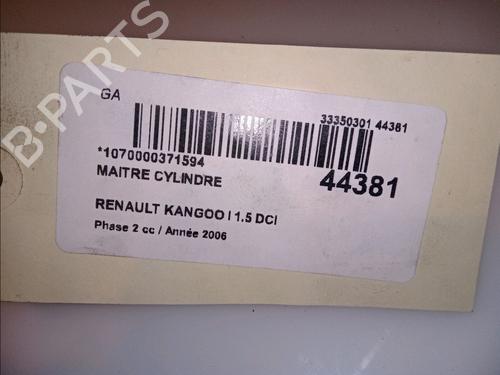 B-PARTS
GA
33350301 44381
*1070000371594
44381
MAITRE CYLINDRE
RENAULT KANGOO I 1.5 DCI
Phase 2 cc / Année 2006